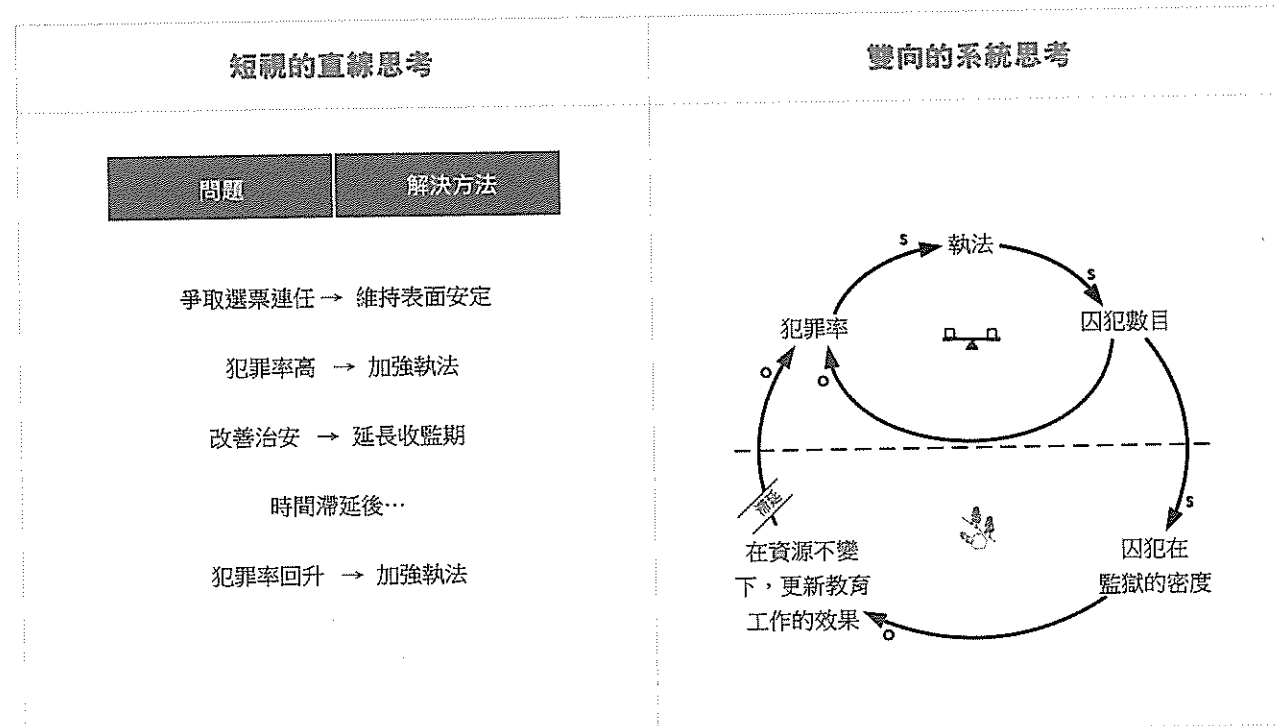 短視的直線思考
雙向的系統思考
問題
解決方法
爭取選票連任→ 維持表面安定
犯罪率高 → 加強執法
改善治安 → 延長收監期
時間滯延後…
犯罪率回升 → 加強執法
s
執法
s
犯罪率
囚犯數目
o
o
滯延
s
在資源不變
下,更新教育
工作的效果
囚犯在
監獄的密度
o